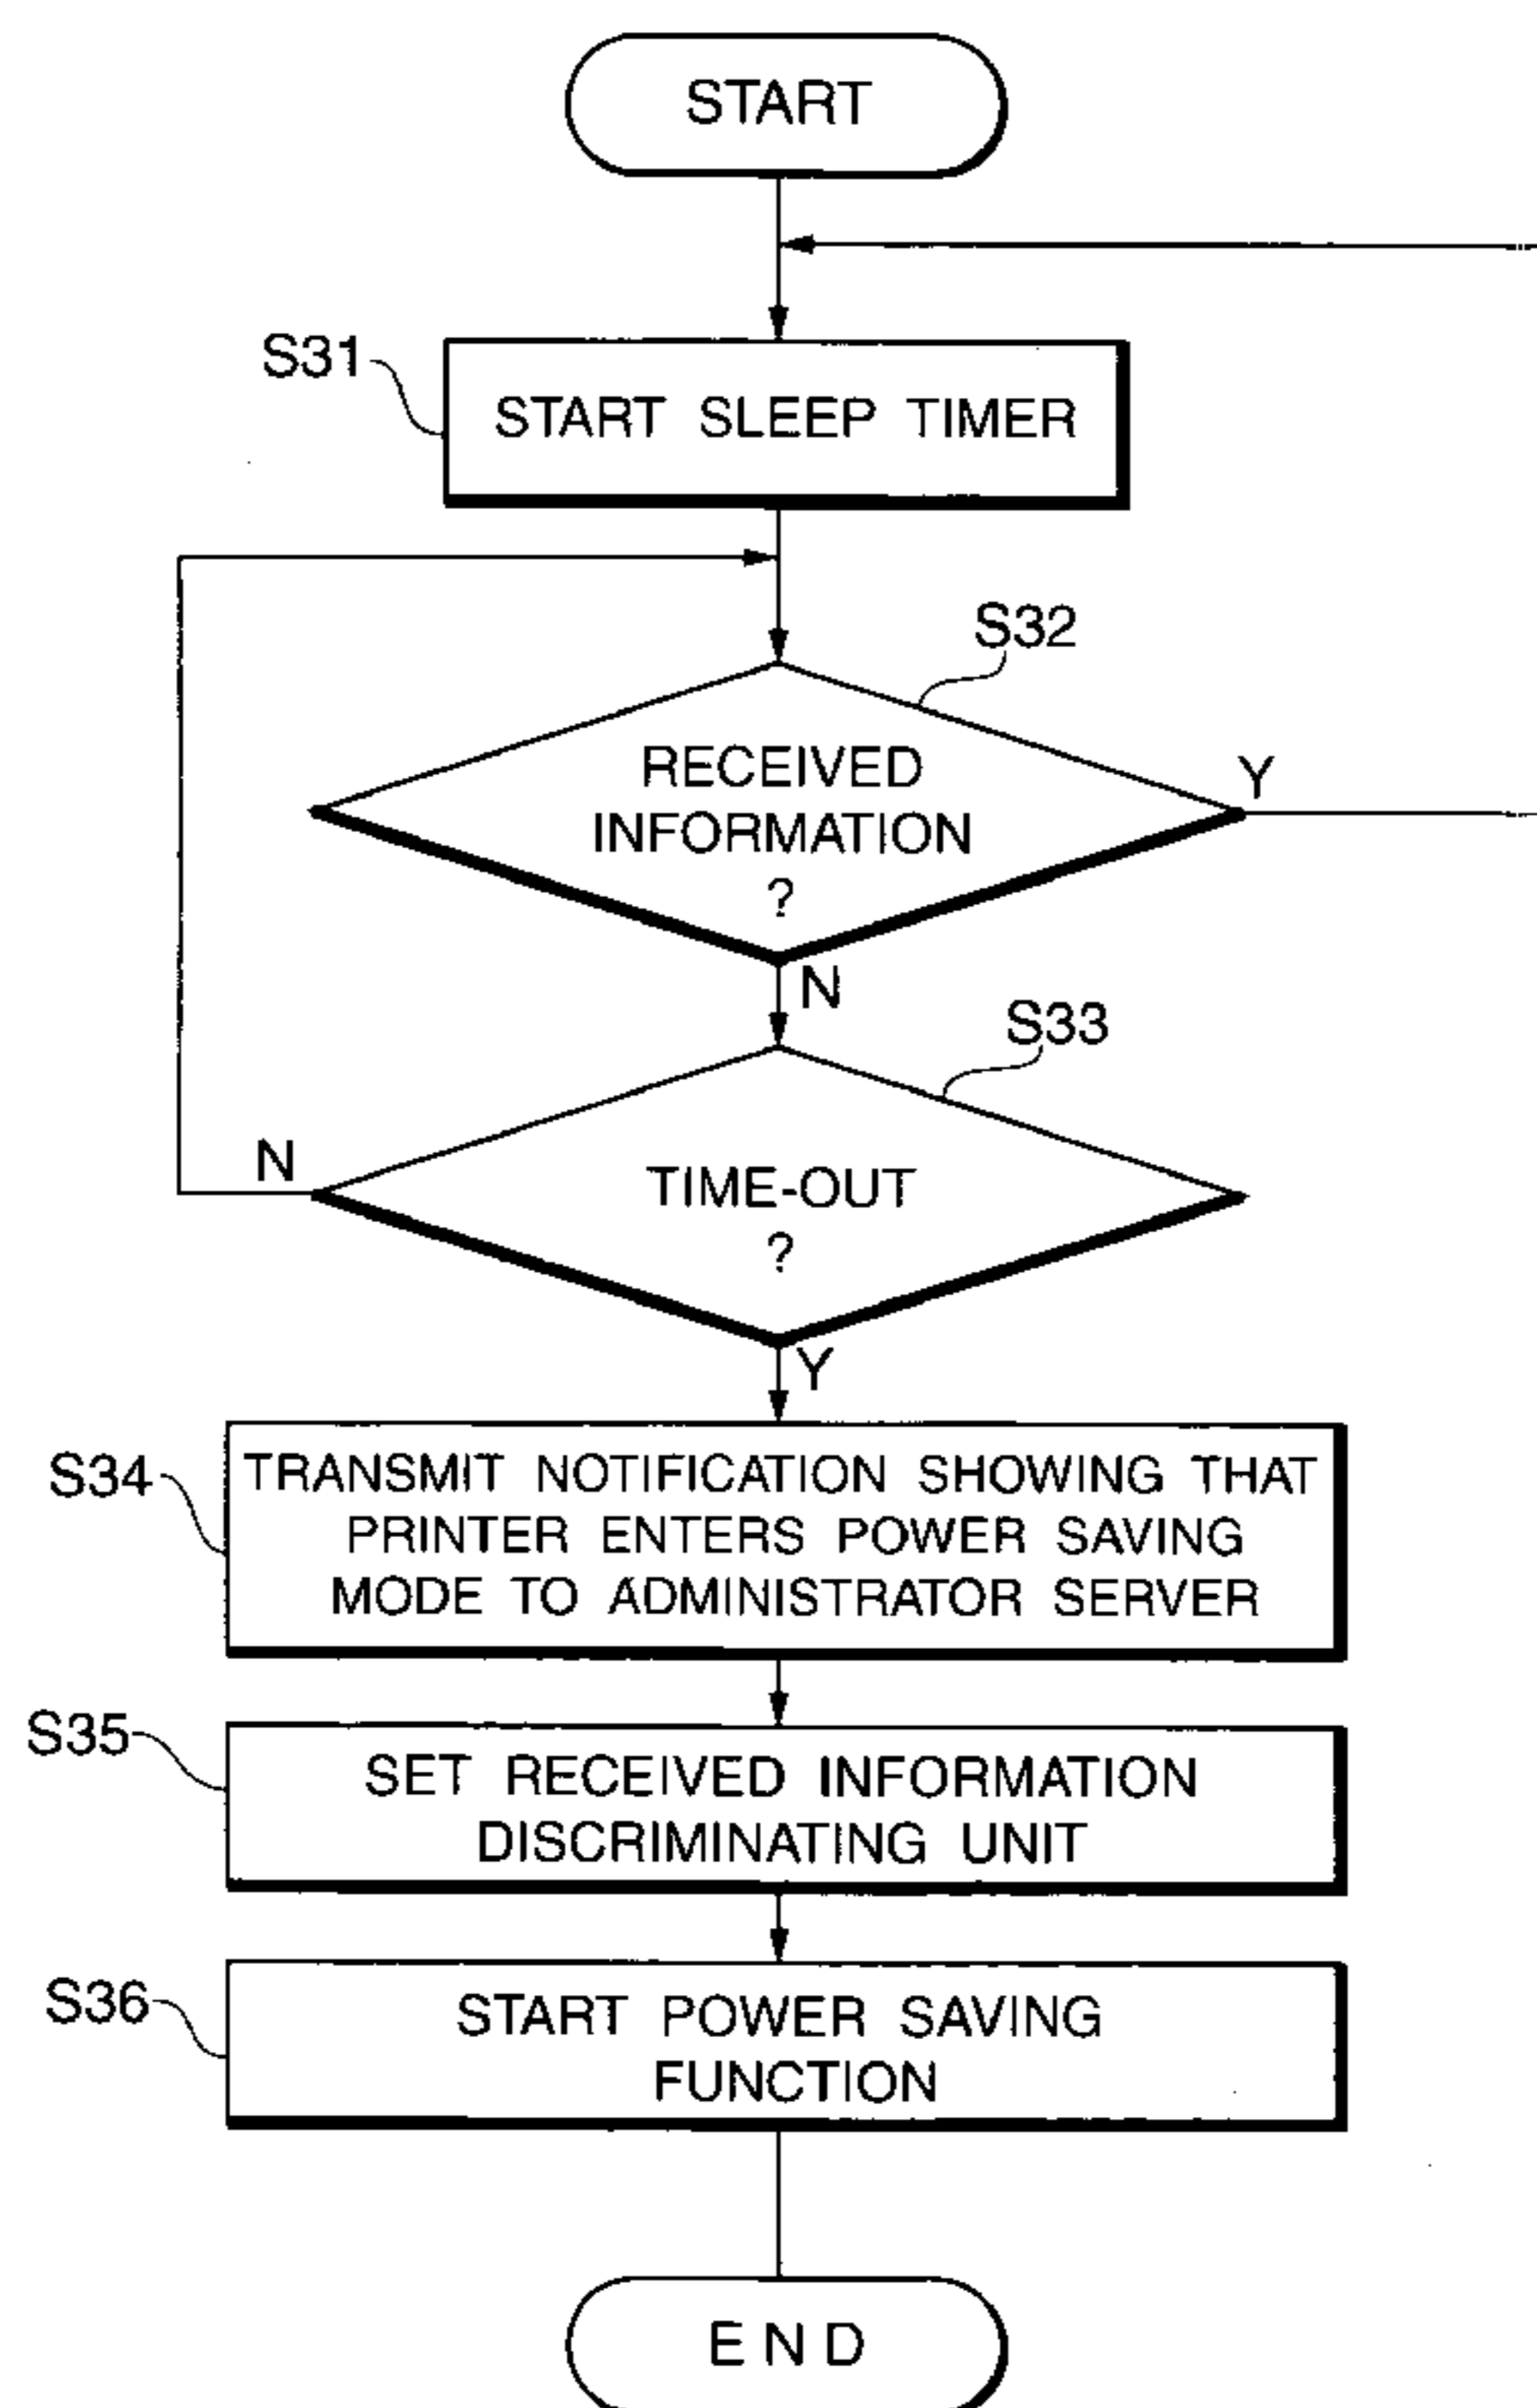 START
S31
START SLEEP TIMER
S32
RECEIVED
INFORMATION
?
Y
N
S33
TIME-OUT
?
N
Y
S34
TRANSMIT NOTIFICATION SHOWING THAT
PRINTER ENTERS POWER SAVING
MODE TO ADMINISTRATOR SERVER
S35
SET RECEIVED INFORMATION
DISCRIMINATING UNIT
S36
START POWER SAVING
FUNCTION
END